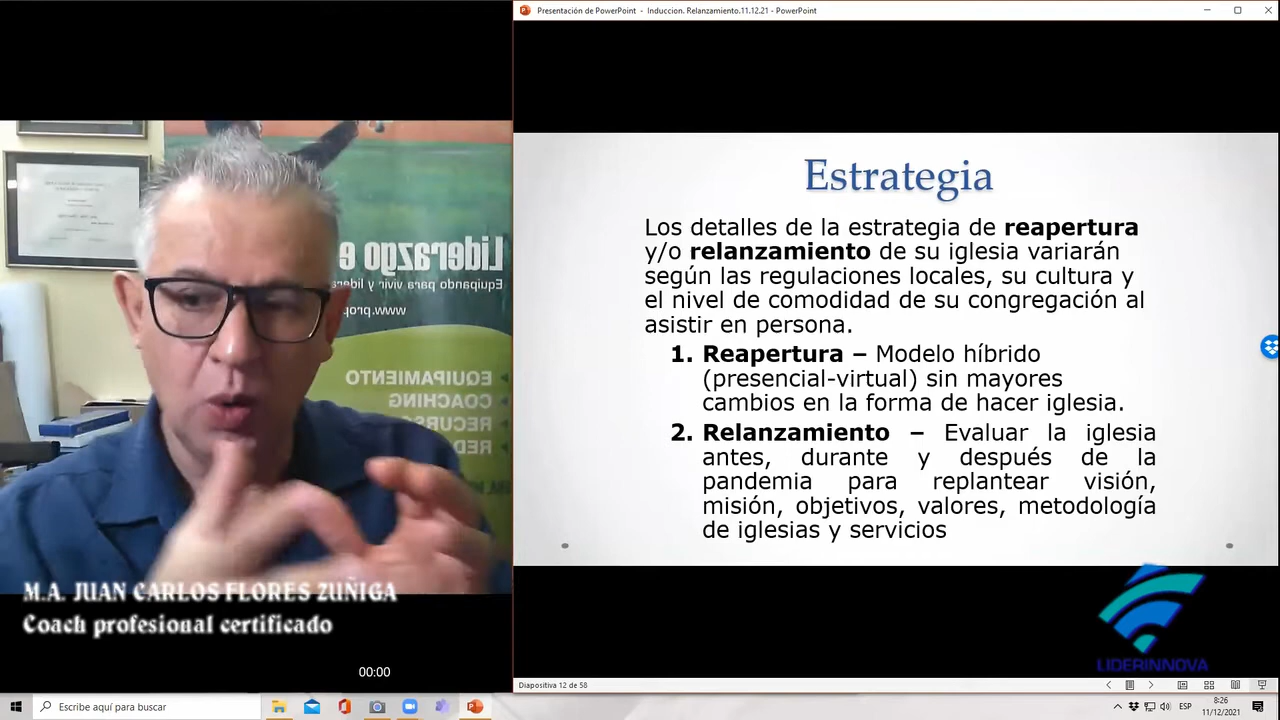 Presentación de PowerPoint - Induccion. Relanzamiento.11.12.21 - PowerPoint
Liderazgo e
Equipando para vivir y lidera
www.prop
EQUIPAMIENTO
COACHING
RECURS
RED
Estrategia
Los detalles de la estrategia de reapertura
y/o relanzamiento de su iglesia variarán
según las regulaciones locales, su cultura y
el nivel de comodidad de su congregación al
asistir en persona.
1. Reapertura – Modelo híbrido
(presencial-virtual) sin mayores
cambios en la forma de hacer iglesia.
2. Relanzamiento – Evaluar la iglesia
antes, durante y después de la
pandemia para replantear visión,
misión, objetivos, valores, metodología
de iglesias y servicios
M.A. JUAN CARLOS FLORES ZUÑIGA
Coach profesional certificado
LIDERINNOVA
00:00
Diapositiva 12 de 58
Escribe aquí para buscar
ESP
8:26
11/12/2021